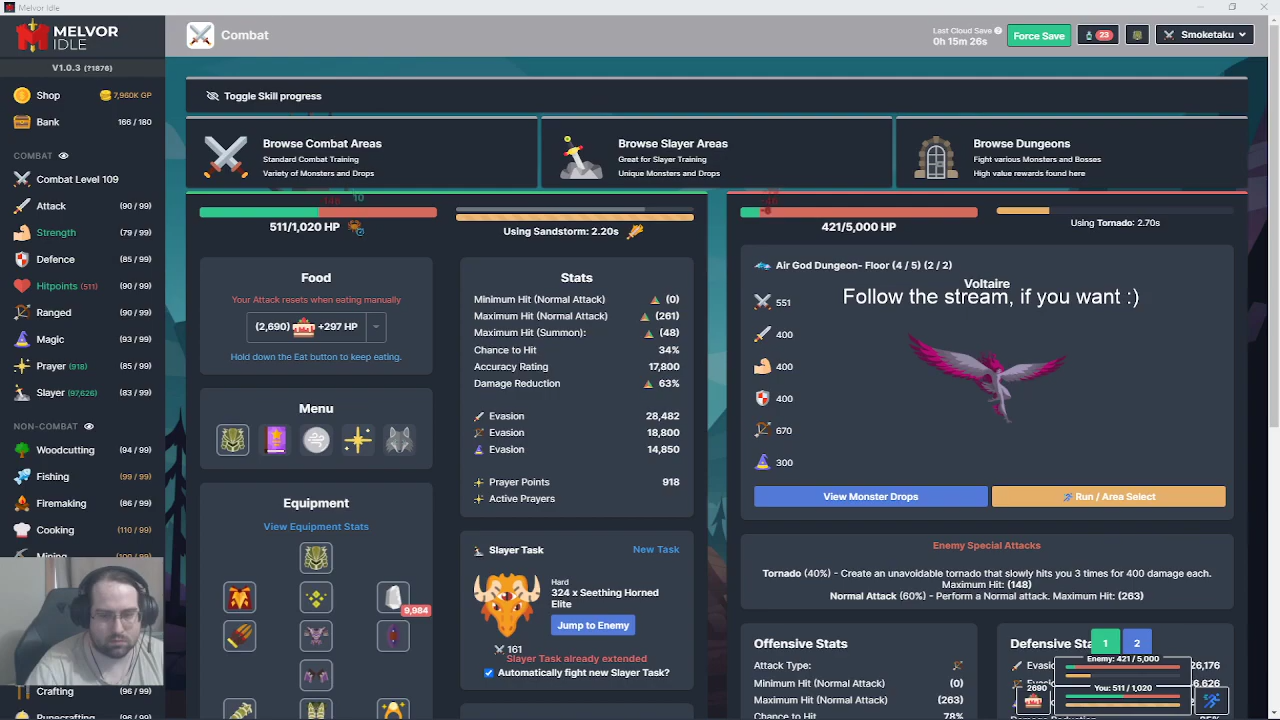 Melvor Idle
MELVOR
IDLE
Combat
Last Cloud Save
0h 15m 26s
Force Save
23
Smoketaku
V1.0.3 (?1876)
Shop
7,960K GP
Bank
166 / 180
COMBAT
Combat Level 109
Attack
(90 / 99)
Strength
(79 / 99)
Defence
(85 / 99)
Hitpoints (511)
(90 / 99)
Ranged
(93 / 99)
Magic
(93 / 99)
Prayer (918)
(85 / 99)
Slayer (97,626)
(83 / 99)
NON-COMBAT
Woodcutting
(94 / 99)
Fishing
(99 / 99)
Firemaking
(86 / 99)
Cooking
(110 / 99)
Mining
Crafting
(96 / 99)
Runecrafting
(96 / 99)
Toggle Skill progress
Browse Combat Areas
Standard Combat Training
Variety of Monsters and Drops
Browse Slayer Areas
Great for Slayer Training
Unique Monsters and Drops
Browse Dungeons
Fight various Monsters and Bosses
High value rewards found here
10
511/1,020 HP
Food
Your Attack resets when eating manually
(2,690) +297 HP
Hold down the Eat button to keep eating.
Menu
Equipment
View Equipment Stats
9,984
Using Sandstorm: 2.20s
Stats
Minimum Hit (Normal Attack)
(0)
Maximum Hit (Normal Attack)
(261)
Maximum Hit (Summon):
(48)
Chance to Hit
34%
Accuracy Rating
17,800
Damage Reduction
63%
Evasion
28,482
Evasion
18,800
Evasion
14,850
Prayer Points
918
Active Prayers
Slayer Task
New Task
Hard
324 x Seething Horned
Elite
Jump to Enemy
161
Slayer Task already extended
Automatically fight new Slayer Task?
421/5,000 HP
Using Tornado: 2.70s
Air God Dungeon- Floor (4 / 5) (2 / 2)
Voltaire
Follow the stream, if you want :)
551
400
400
400
670
300
View Monster Drops
Run / Area Select
Enemy Special Attacks
Tornado (40%) - Create an unavoidable tornado that slowly hits you 3 times for 400 damage each.
Maximum Hit: (148)
Normal Attack (60%) - Perform a Normal attack. Maximum Hit: (263)
Offensive Stats
Attack Type:
Minimum Hit (Normal Attack)
(0)
Maximum Hit (Normal Attack)
(263)
Chance to Hit
78%
Defensive Sta
Evasio
26,176
1
2
Enemy: 421 / 5,000
2690
You: 511 / 1,020